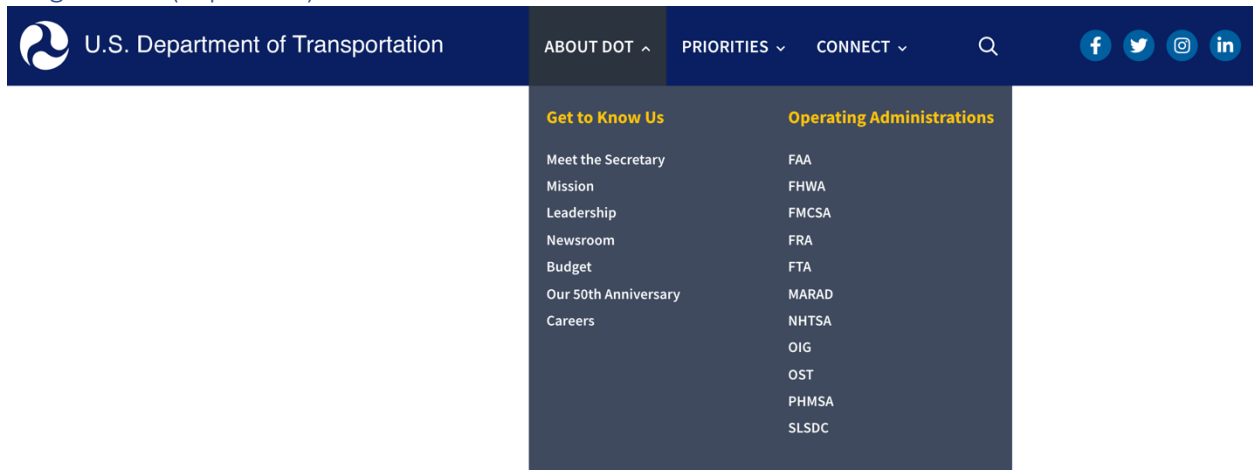 U.S. Department of Transportation
ABOUT DOT
PRIORITIES
CONNECT
Get to Know Us
Meet the Secretary
Mission
Leadership
Newsroom
Budget
Our 50th Anniversary
Careers
Operating Administrations
FAA
FHWA
FMCSA
FRA
FTA
MARAD
NHTSA
OIG
OST
PHMSA
SLSDC